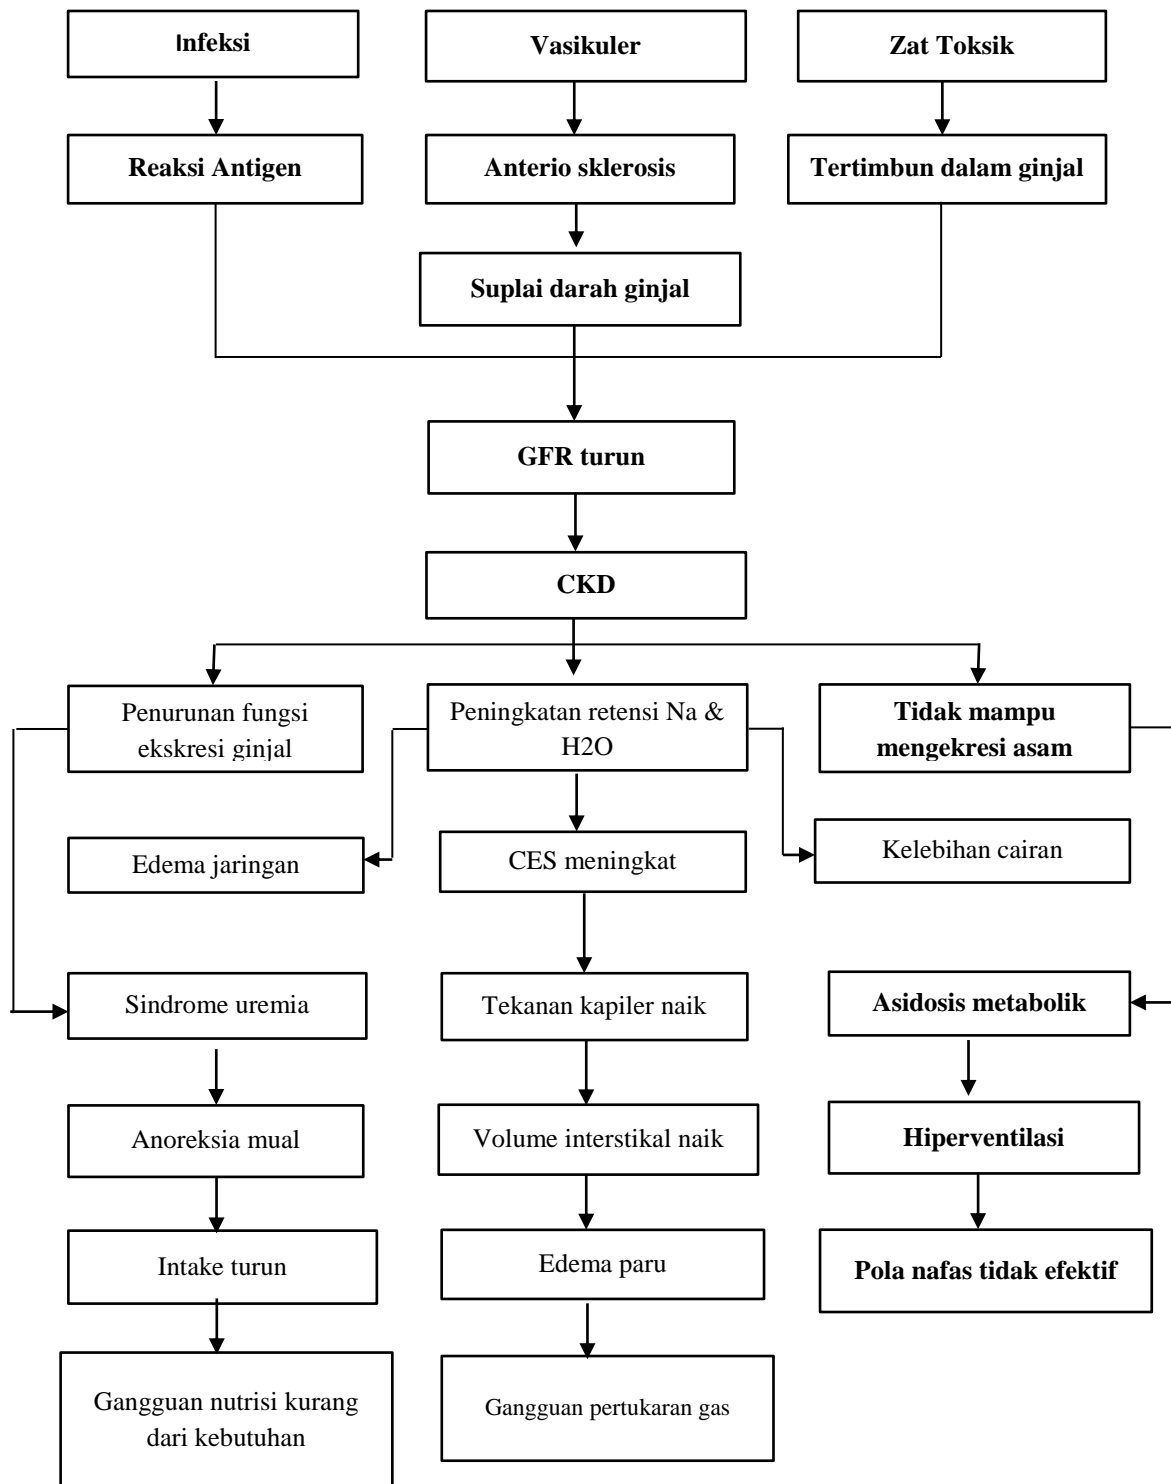 Infeksi
Vasikuler
Zat Toksik
Reaksi Antigen
Anterio sklerosis
Tertimbun dalam ginjal
Suplai darah ginjal
GFR turun
CKD
Penurunan fungsi
ekskresi ginjal
Peningkatan retensi Na &
H2O
Tidak mampu
mengekresi asam
Edema jaringan
CES meningkat
Kelebihan cairan
Sindrome uremia
Tekanan kapiler naik
Asidosis metabolik
Anoreksia mual
Volume interstikal naik
Hiperventilasi
Intake turun
Edema paru
Pola nafas tidak efektif
Gangguan nutrisi kurang
dari kebutuhan
Gangguan pertukaran gas